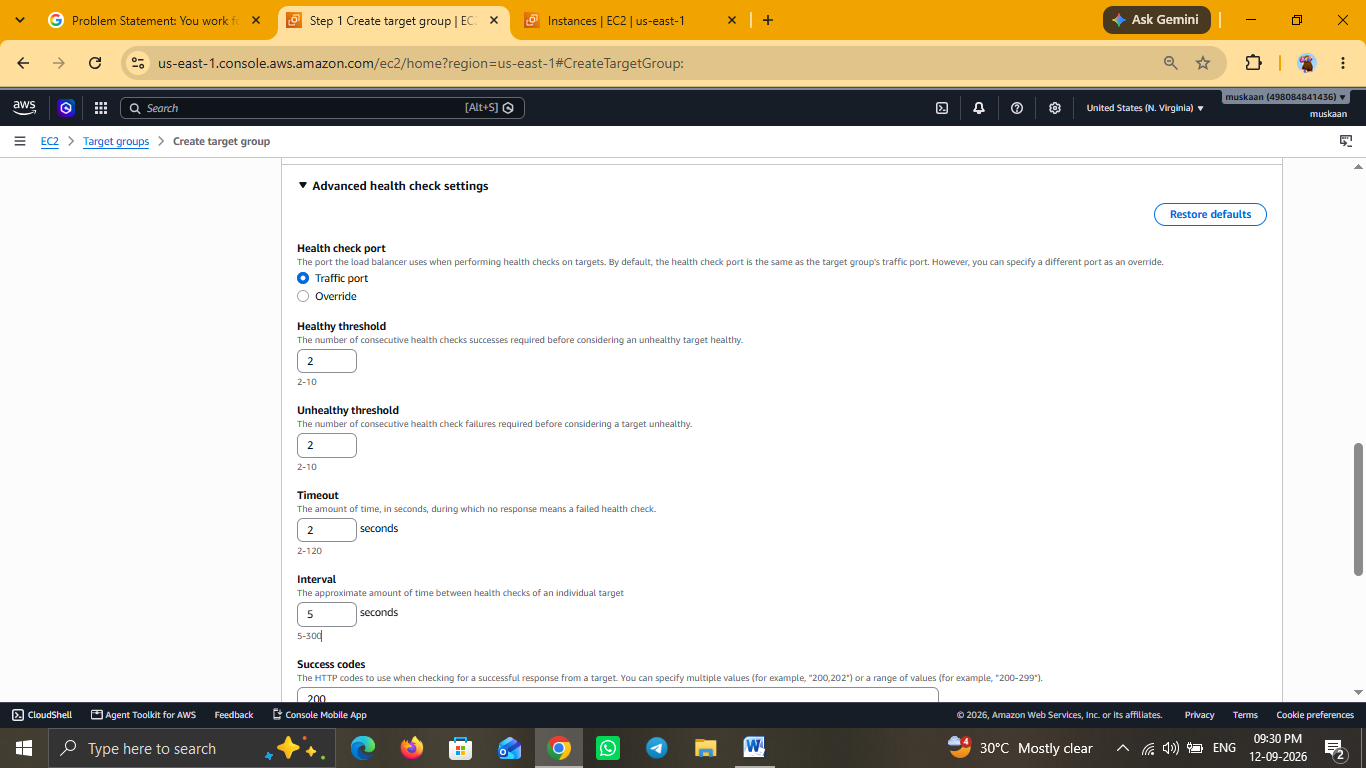 Problem Statement: You work fo
Step 1 Create target group | EC2
Instances | EC2 | us-east-1
Ask Gemini
us-east-1.console.aws.amazon.com/ec2/home?region=us-east-1#CreateTargetGroup:
aws
Search
[Alt+S]
United States (N. Virginia) ▼
muskaan (498084841436) ▼
muskaan
EC2 > Target groups > Create target group
▼ Advanced health check settings
Restore defaults
Health check port
The port the load balancer uses when performing health checks on targets. By default, the health check port is the same as the target group's traffic port. However, you can specify a different port as an override.
Traffic port
Override
Healthy threshold
The number of consecutive health checks successes required before considering an unhealthy target healthy.
2
2-10
Unhealthy threshold
The number of consecutive health check failures required before considering a target unhealthy.
2
2-10
Timeout
The amount of time, in seconds, during which no response means a failed health check.
2 seconds
2-120
Interval
The approximate amount of time between health checks of an individual target
5 seconds
5-300
Success codes
The HTTP codes to use when checking for a successful response from a target. You can specify multiple values (for example, "200,202") or a range of values (for example, "200-299").
200
CloudShell
Agent Toolkit for AWS
Feedback
Console Mobile App
© 2026, Amazon Web Services, Inc. or its affiliates.
Privacy
Terms
Cookie preferences
Type here to search
4
30°C Mostly clear
ENG
09:30 PM
12-09-2026
2